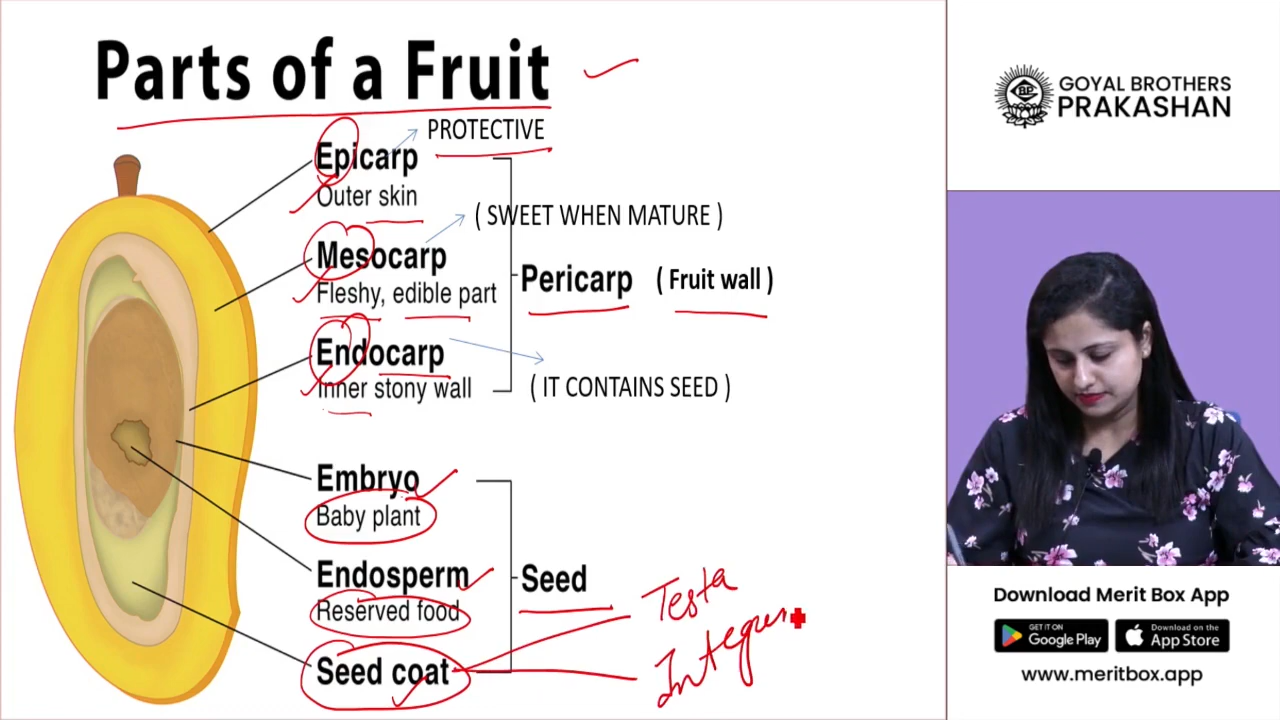 Parts of a Fruit
PROTECTIVE
Epicarp
Outer skin
( SWEET WHEN MATURE )
Mesocarp
Fleshy, edible part
Pericarp ( Fruit wall )
Endocarp
Inner stony wall
( IT CONTAINS SEED )
Embryo
Baby plant
Endosperm
Reserved food
Seed
Seed coat
Testa
Integum
GOYAL BROTHERS
PRAKASHAN
GBP
Download Merit Box App
GET IT ON
Google Play
Download on the
App Store
www.meritbox.app